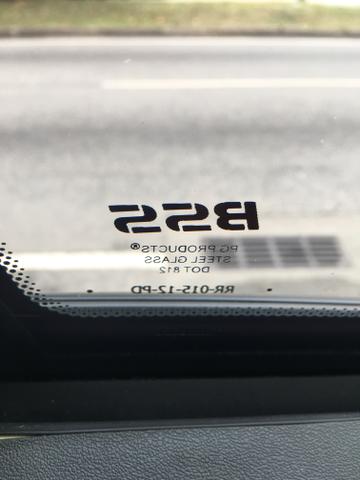 BSS
PG PRODUCTS®
STEEL GLASS
DOT 812
RR-015-12-PD